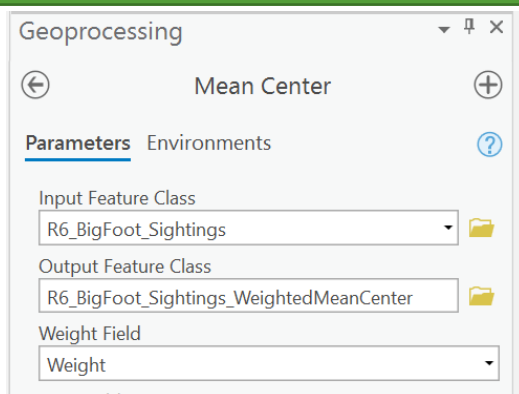 Geoprocessing
Mean Center
Parameters Environments
Input Feature Class
R6_BigFoot_Sightings
Output Feature Class
R6_BigFoot_Sightings_WeightedMeanCenter
Weight Field
Weight